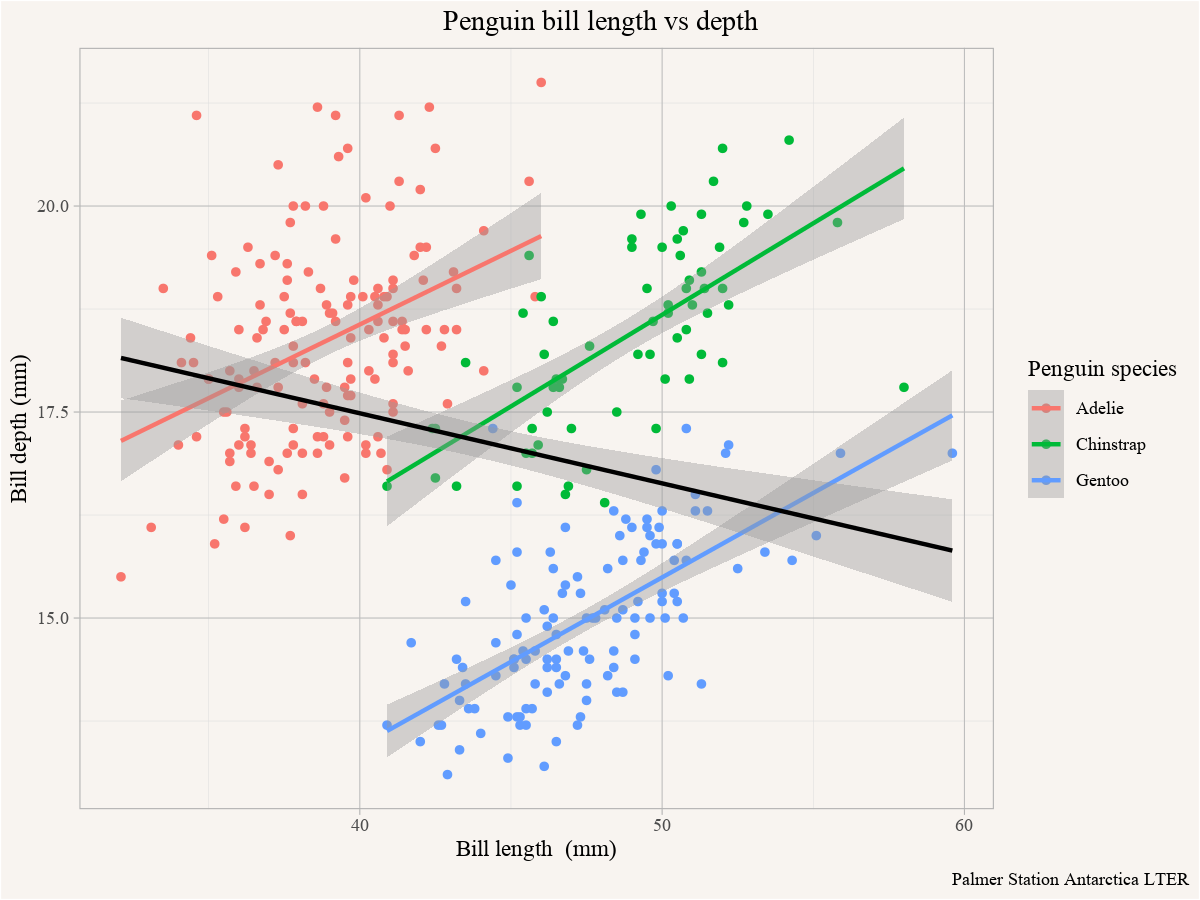 Penguin bill length vs depth
20.0
17.5
15.0
Bill depth (mm)
40
50
60
Bill length  (mm)
Penguin species
Adelie
Chinstrap
Gentoo
Palmer Station Antarctica LTER